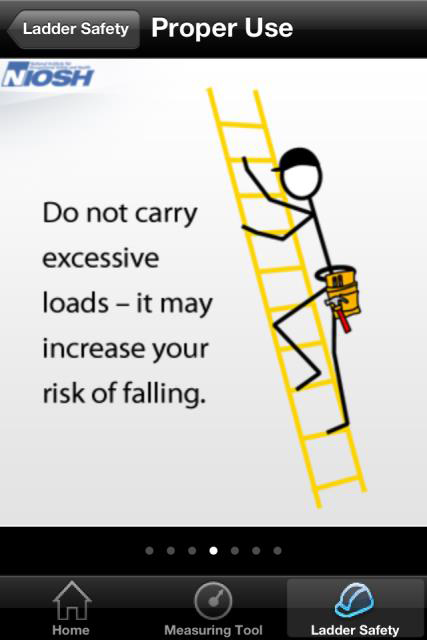 Ladder Safety
Proper Use
NIOSH
Do not carry
excessive
loads – it may
increase your
risk of falling.
Home
Measuring Tool
Ladder Safety